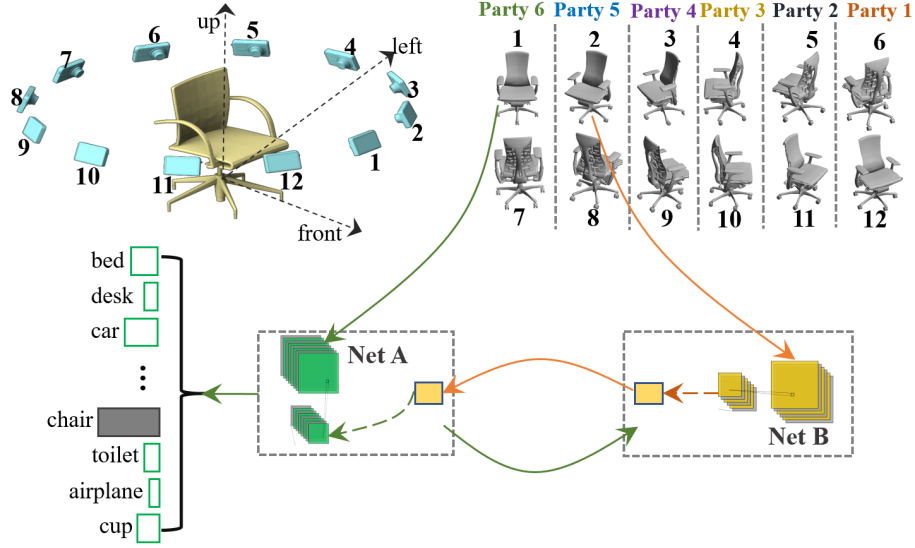 Party 6 Party 5 Party 4 Party 3 Party 2 Party 1
1 2 3 4 5 6
7 8 9 10 11 12
up
left
front
6 5
7 4
8 3
9 2
10 11 12 1
bed
desk
car
...
chair
toilet
airplane
cup
Net A
Net B